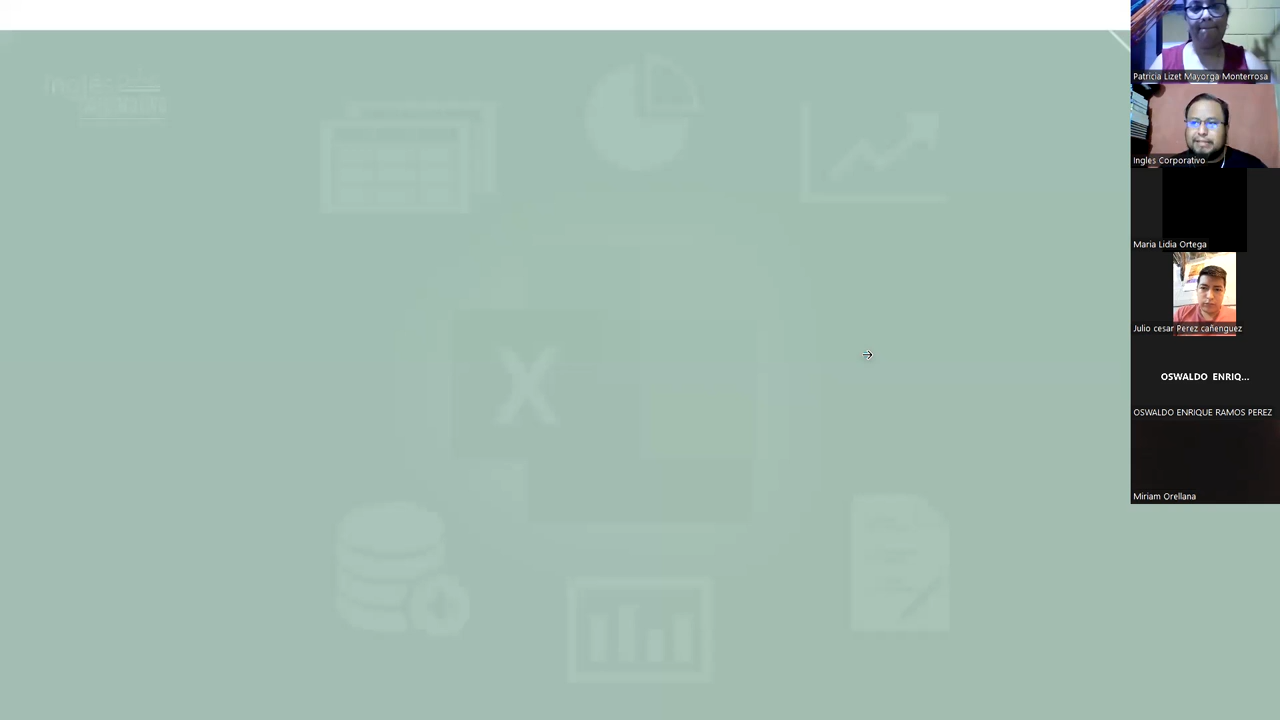 Inglés
X
Patricia Lizet Mayorga Monterrosa
Ingles Corporativo
Maria Lidia Ortega
Julio cesar Perez cañenguez
OSWALDO ENRIQ...
OSWALDO ENRIQUE RAMOS PEREZ
Miriam Orellana